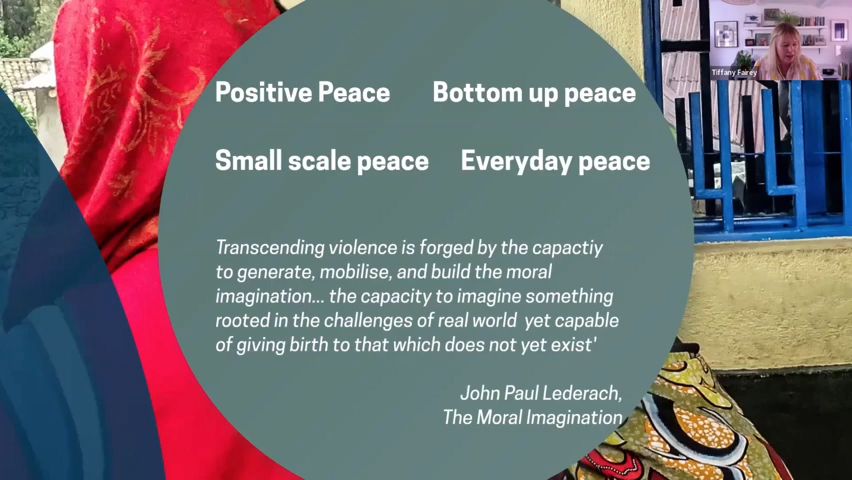 Tiffany Fairey
Positive Peace Bottom up peace
Small scale peace Everyday peace
Transcending violence is forged by the capactiy
to generate, mobilise, and build the moral
imagination... the capacity to imagine something
rooted in the challenges of real world yet capable
of giving birth to that which does not yet exist'
John Paul Lederach,
The Moral Imagination